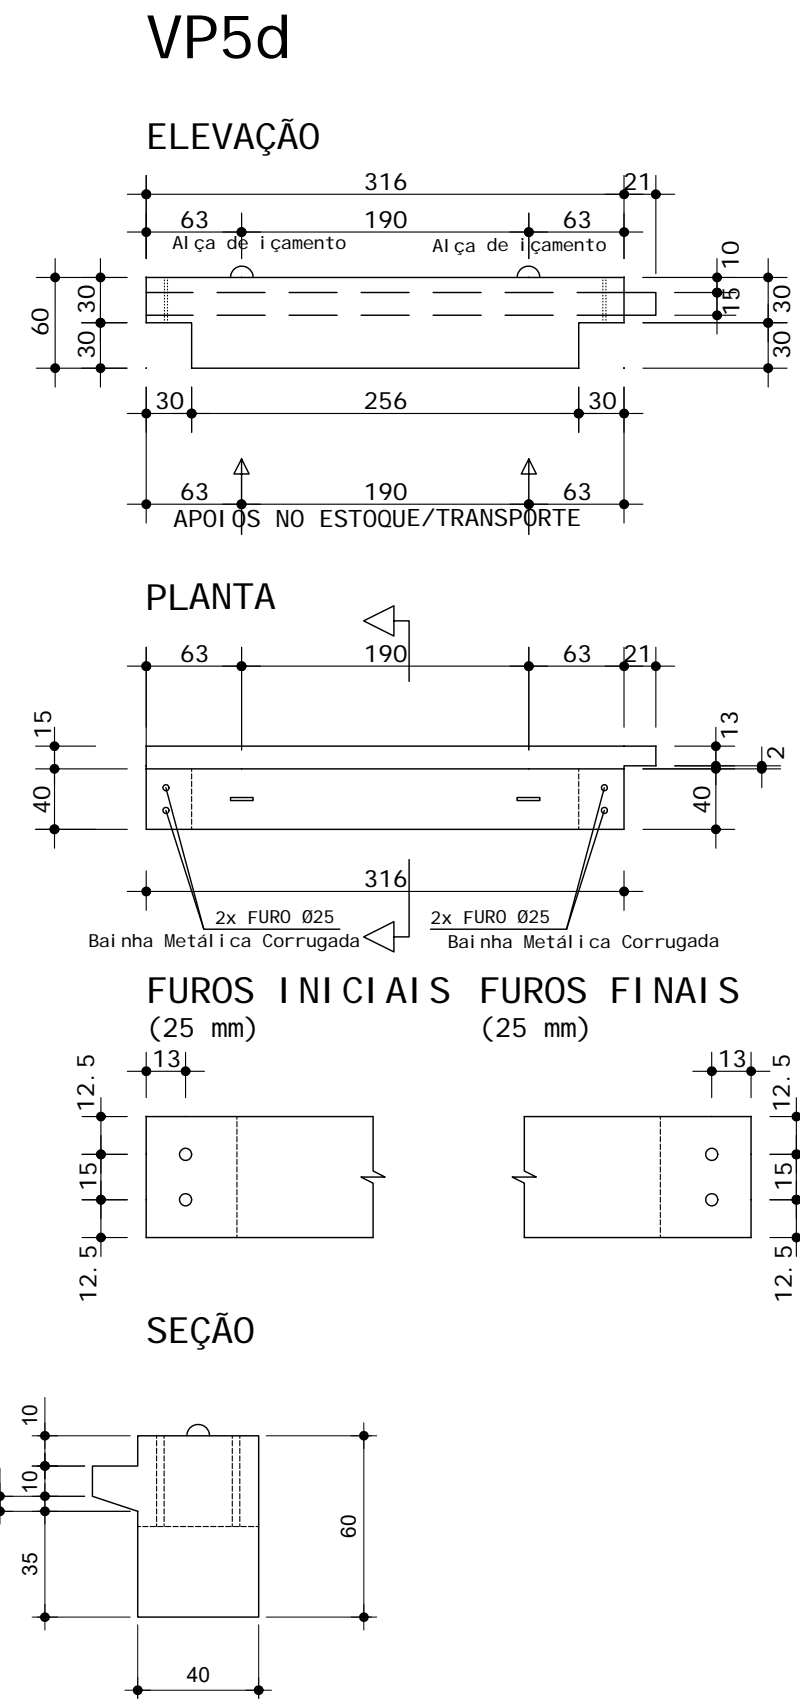 VP5d
ELEVAÇÃO
316 21
63 190 63
Alça de içamento Alça de içamento
10
15
30
30
60
30
30
30 256 30
63 190 63
APOIOS NO ESTOQUE/TRANSPORTE
PLANTA
63 190 63 21
15
40
13
2
40
316
2x FURO Ø25 2x FURO Ø25
Bainha Metálica Corrugada Bainha Metálica Corrugada
FUROS INICIAIS FUROS FINAIS
(25 mm) (25 mm)
13 13
12.5
15
12.5
12.5
15
12.5
SEÇÃO
10
10
35
60
40